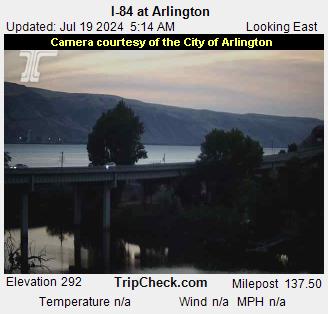 I-84 at Arlington
Updated: Jul 19 2024 5:14 AM Looking East
Camera courtesy of the City of Arlington
Elevation 292 TripCheck.com Milepost 137.50
Temperature n/a Wind n/a MPH n/a